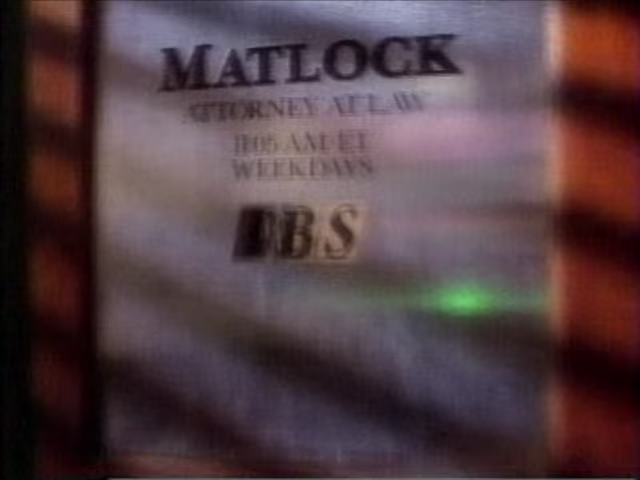 MATLOCK
ATTORNEY AT LAW
11:05 AM ET
WEEKDAYS
TBS